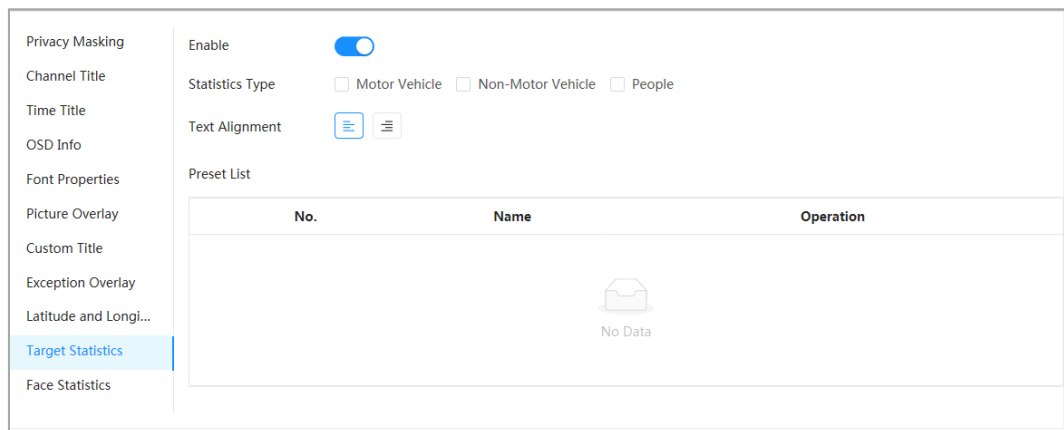 Privacy Masking
Channel Title
Time Title
OSD Info
Font Properties
Picture Overlay
Custom Title
Exception Overlay
Latitude and Longi...
Target Statistics
Face Statistics
Enable
Statistics Type Motor Vehicle Non-Motor Vehicle People
Text Alignment
Preset List
No. Name Operation
No Data